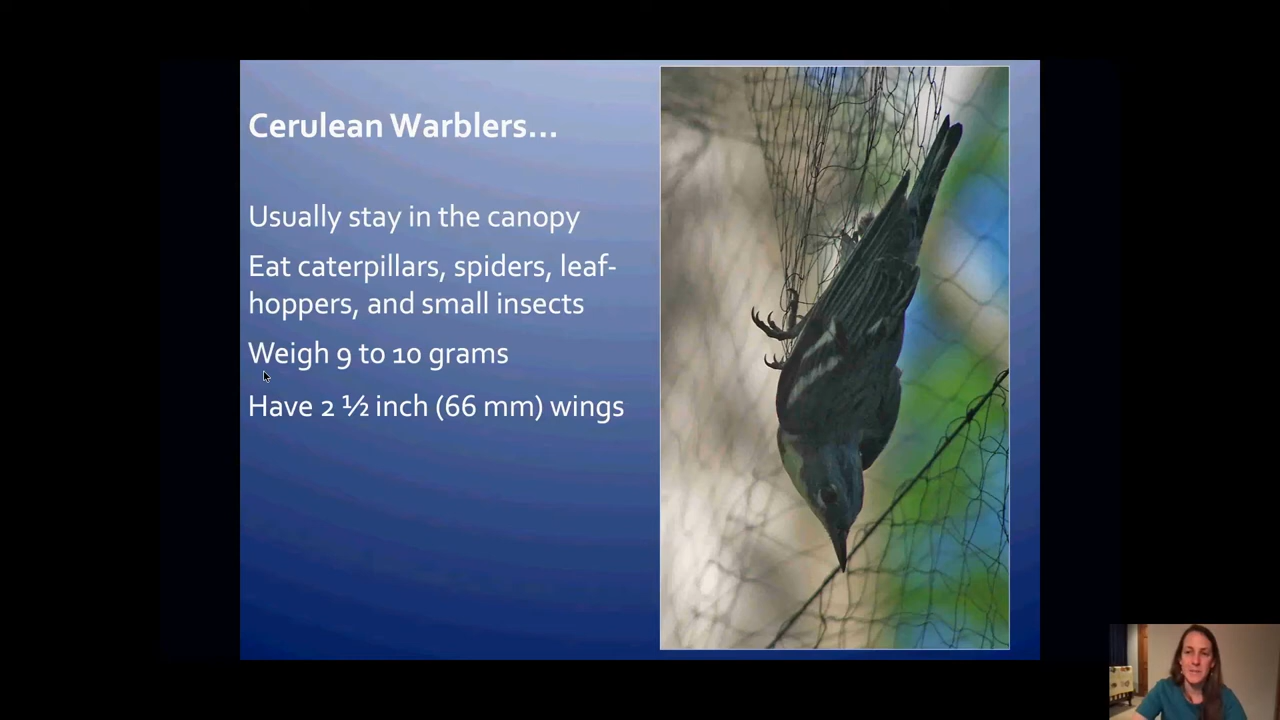 Cerulean Warblers...
Usually stay in the canopy
Eat caterpillars, spiders, leaf-
hoppers, and small insects
Weigh 9 to 10 grams
Have 2 ½ inch (66 mm) wings